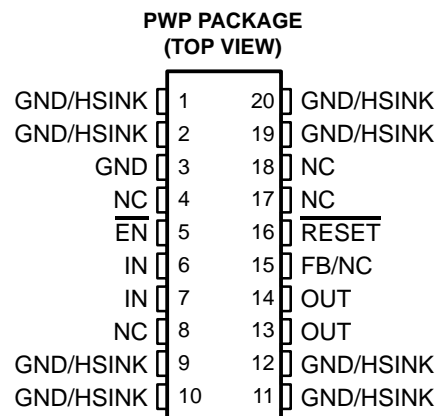 PWP PACKAGE
(TOP VIEW)
GND/HSINK 1 20 GND/HSINK
GND/HSINK 2 19 GND/HSINK
GND 3 18 NC
NC 4 17 NC
EN 5 16 RESET
IN 6 15 FB/NC
IN 7 14 OUT
NC 8 13 OUT
GND/HSINK 9 12 GND/HSINK
GND/HSINK 10 11 GND/HSINK